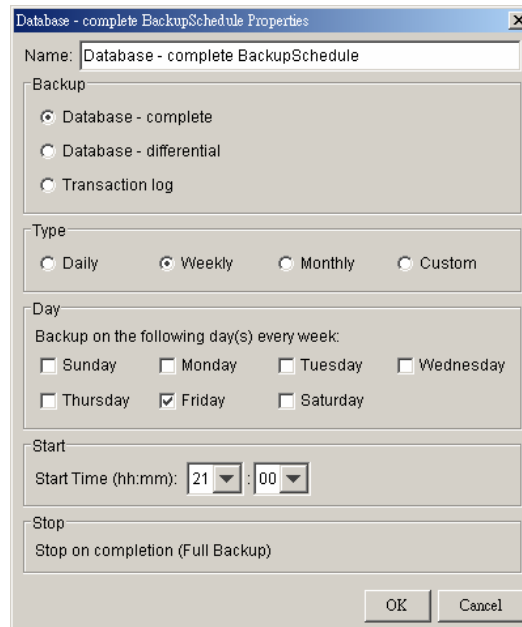 Database - complete BackupSchedule Properties
Name: Database - complete BackupSchedule
Backup
Database - complete
Database - differential
Transaction log
Type
Daily Weekly Monthly Custom
Day
Backup on the following day(s) every week:
Sunday Monday Tuesday Wednesday
Thursday Friday Saturday
Start
Start Time (hh:mm): 21 : 00
Stop
Stop on completion (Full Backup)
OK Cancel